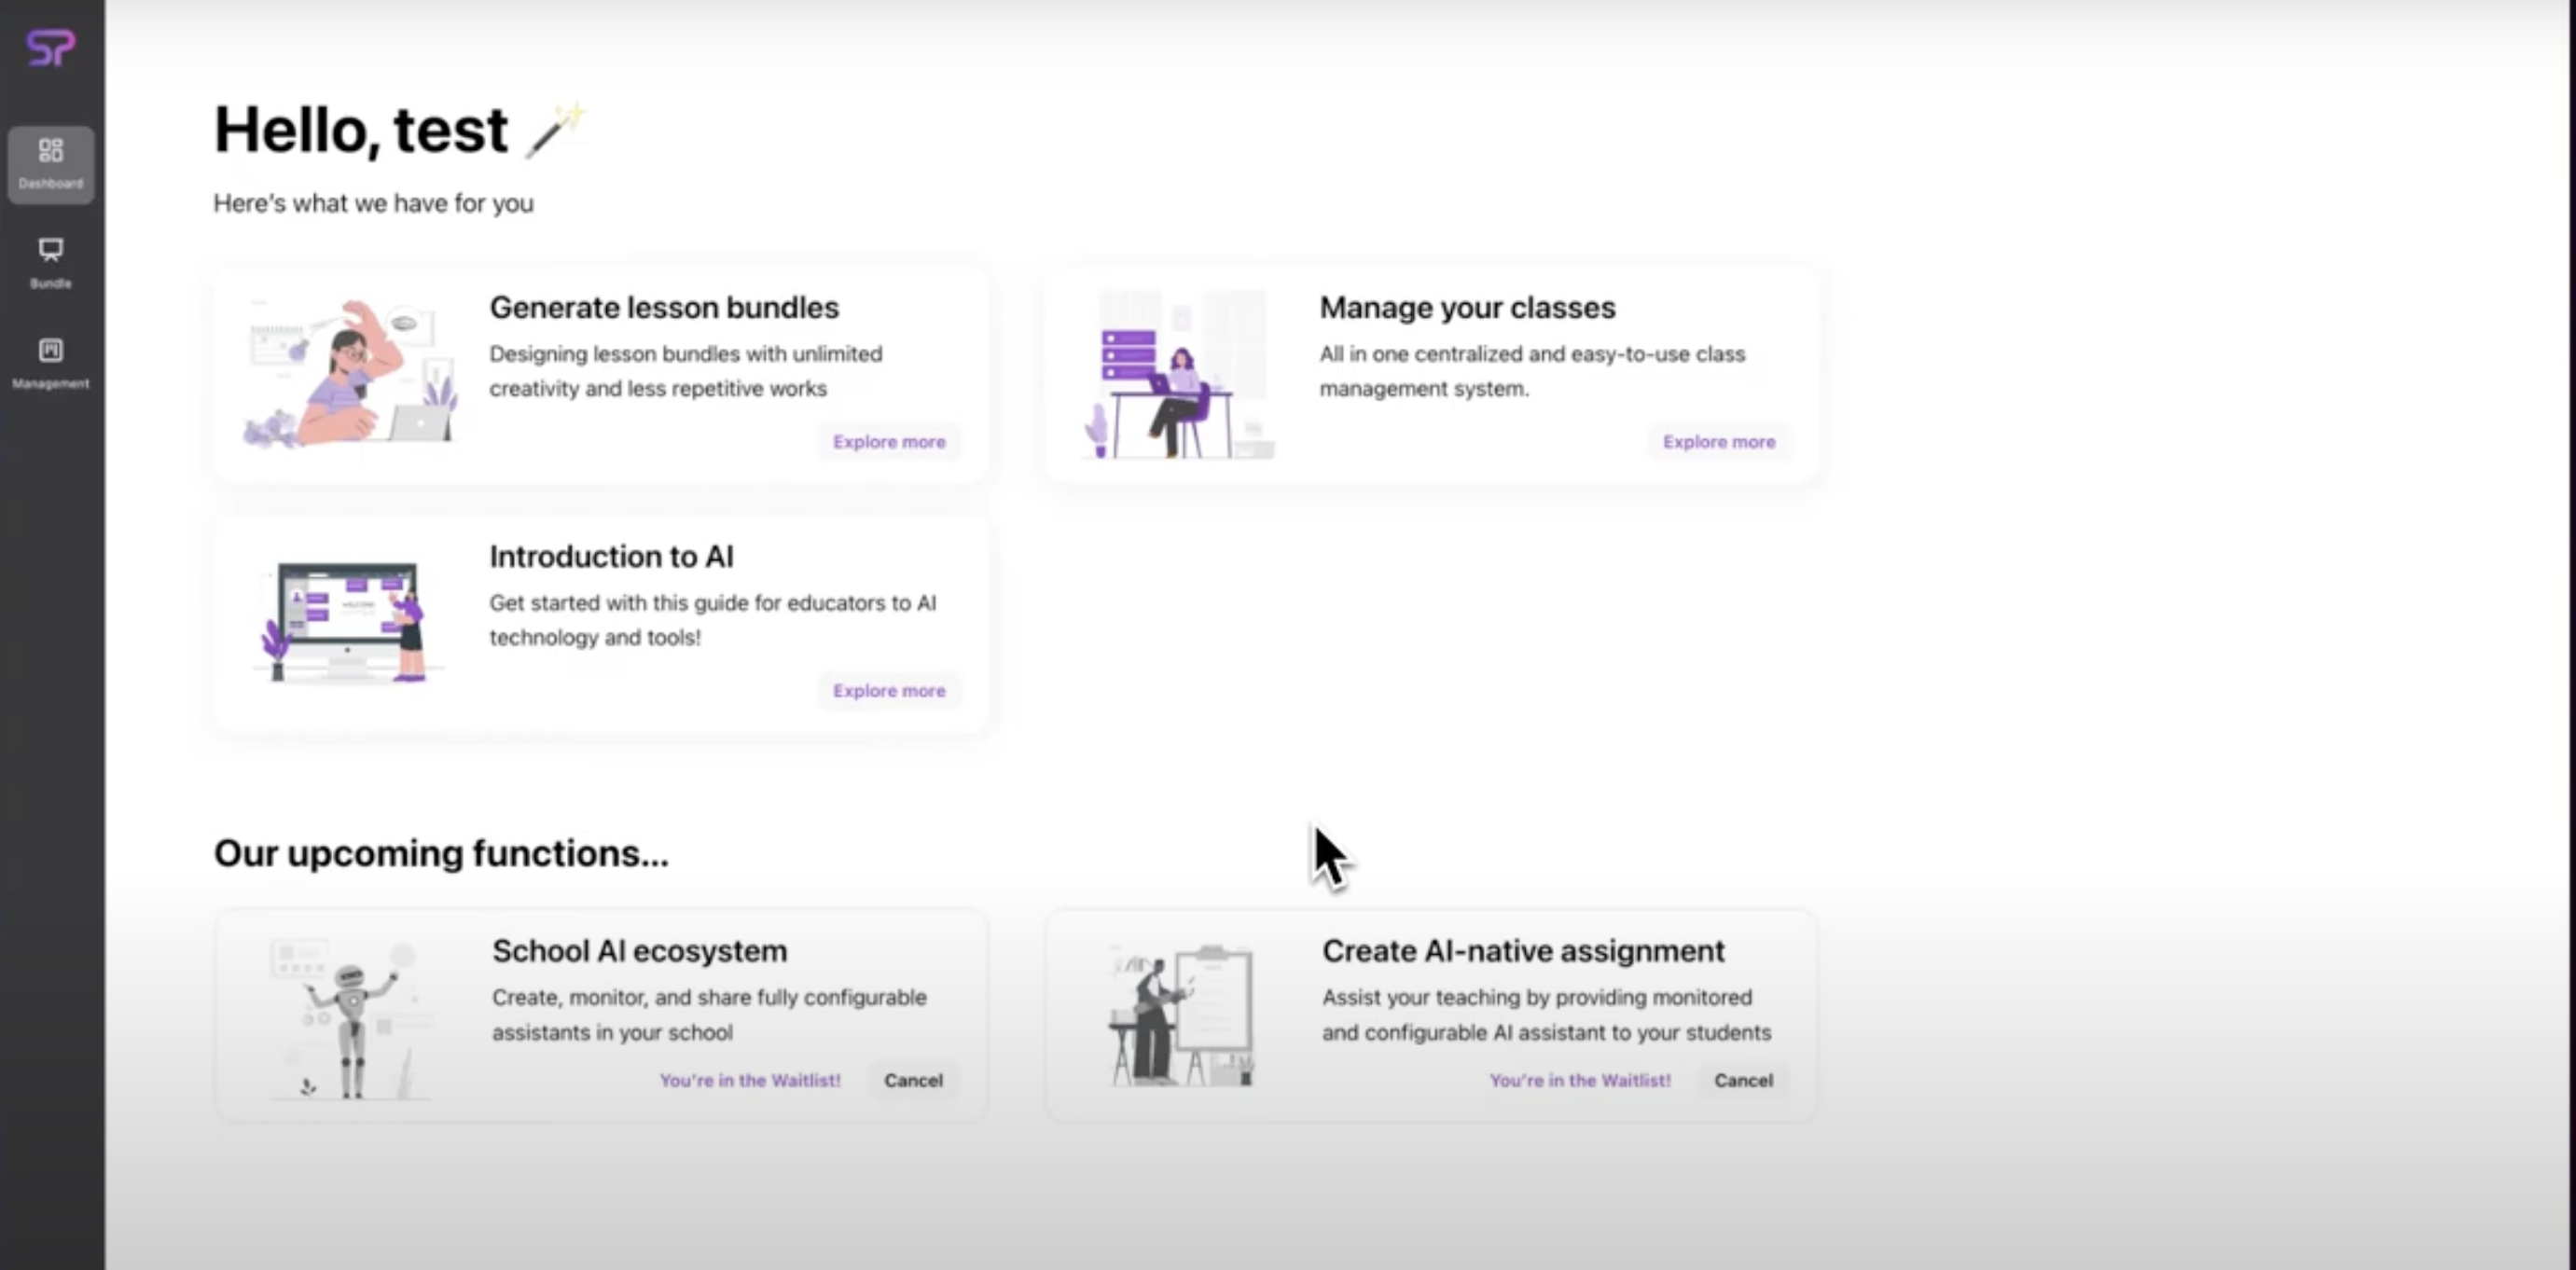 SP
Dashboard
Bundle
Management
Hello, test
Here's what we have for you
Generate lesson bundles
Designing lesson bundles with unlimited
creativity and less repetitive works
Explore more
Manage your classes
All in one centralized and easy-to-use class
management system.
Explore more
Introduction to AI
Get started with this guide for educators to AI
technology and tools!
Explore more
Our upcoming functions...
School AI ecosystem
Create, monitor, and share fully configurable
assistants in your school
You're in the Waitlist!
Cancel
Create AI-native assignment
Assist your teaching by providing monitored
and configurable AI assistant to your students
You're in the Waitlist!
Cancel